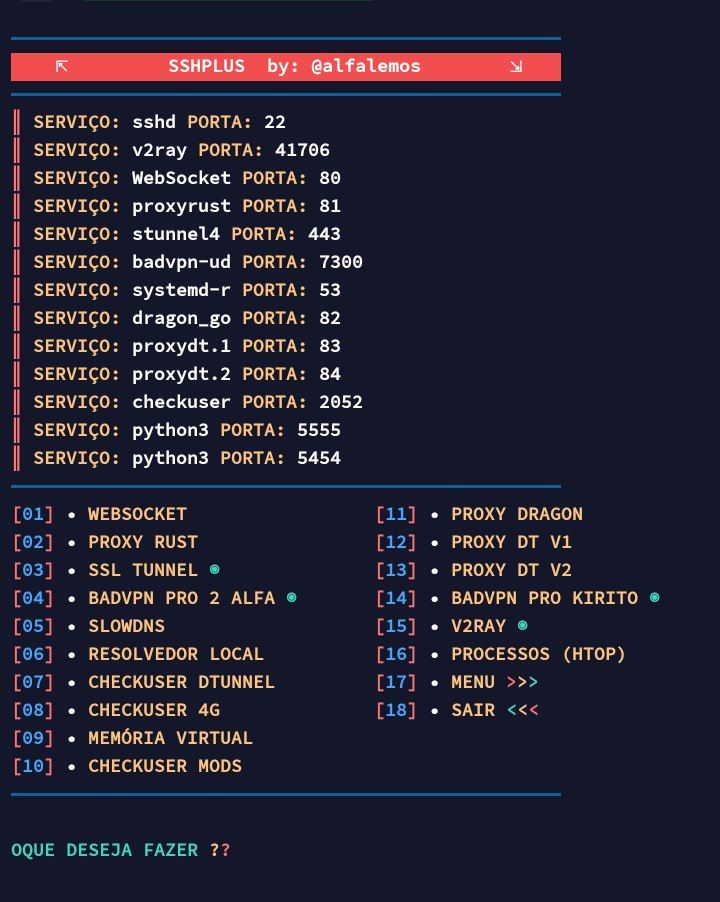 ⇱ SSHPLUS by: @alfalemos ⇲
SERVIÇO: sshd PORTA: 22
SERVIÇO: v2ray PORTA: 41706
SERVIÇO: WebSocket PORTA: 80
SERVIÇO: proxyrust PORTA: 81
SERVIÇO: stunnel4 PORTA: 443
SERVIÇO: badvpn-ud PORTA: 7300
SERVIÇO: systemd-r PORTA: 53
SERVIÇO: dragon_go PORTA: 82
SERVIÇO: proxydt.1 PORTA: 83
SERVIÇO: proxydt.2 PORTA: 84
SERVIÇO: checkuser PORTA: 2052
SERVIÇO: python3 PORTA: 5555
SERVIÇO: python3 PORTA: 5454
[01] • WEBSOCKET
[02] • PROXY RUST
[03] • SSL TUNNEL ◉
[04] • BADVPN PRO 2 ALFA ◉
[05] • SLOWDNS
[06] • RESOLVEDOR LOCAL
[07] • CHECKUSER DTUNNEL
[08] • CHECKUSER 4G
[09] • MEMÓRIA VIRTUAL
[10] • CHECKUSER MODS
[11] • PROXY DRAGON
[12] • PROXY DT V1
[13] • PROXY DT V2
[14] • BADVPN PRO KIRITO ◉
[15] • V2RAY ◉
[16] • PROCESSOS (HTOP)
[17] • MENU >>>
[18] • SAIR <<<
OQUE DESEJA FAZER ??